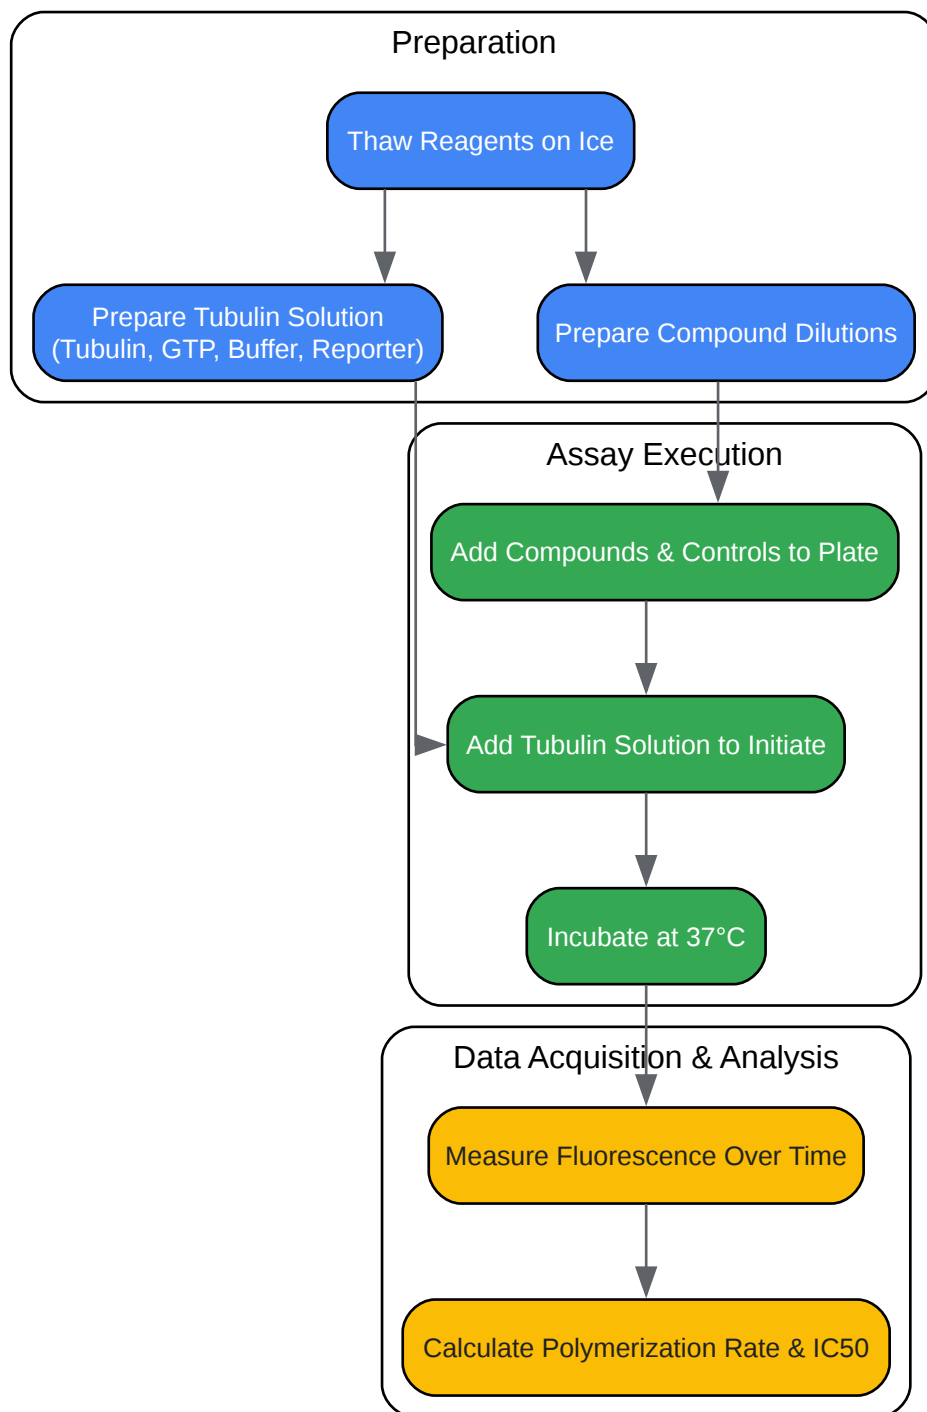 Preparation
Thaw Reagents on Ice
Prepare Tubulin Solution
(Tubulin, GTP, Buffer, Reporter)
Prepare Compound Dilutions
Assay Execution
Add Compounds & Controls to Plate
Add Tubulin Solution to Initiate
Incubate at 37°C
Data Acquisition & Analysis
Measure Fluorescence Over Time
Calculate Polymerization Rate & IC50